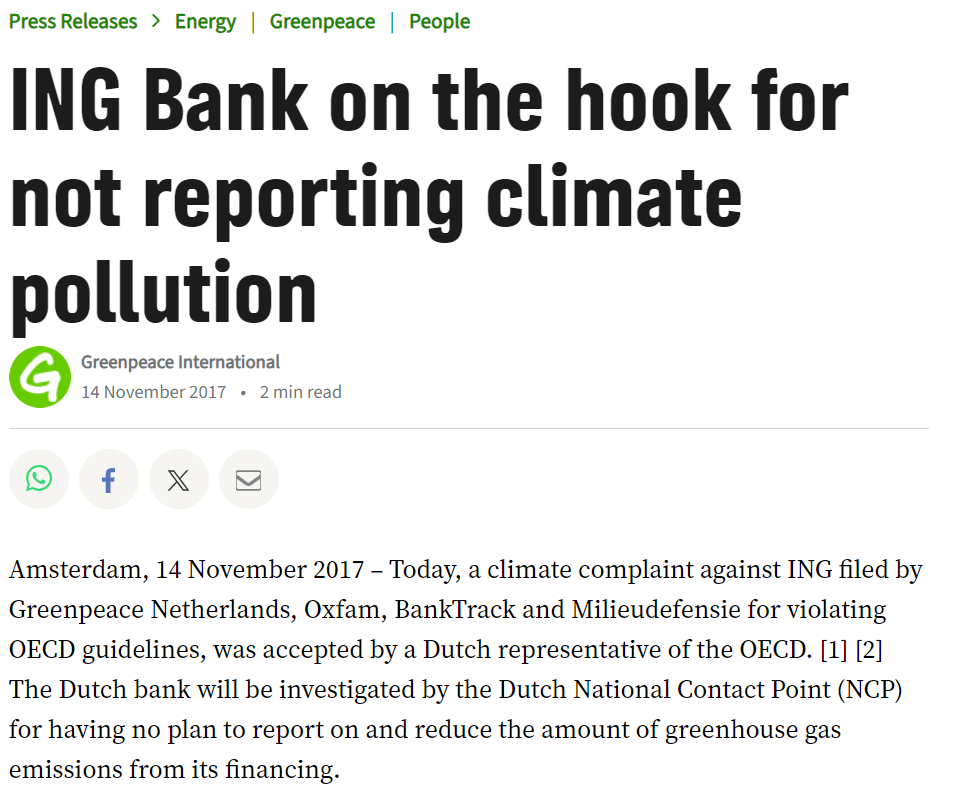 Press Releases > Energy | Greenpeace | People
ING Bank on the hook for
not reporting climate
pollution
Greenpeace International
14 November 2017 • 2 min read
Amsterdam, 14 November 2017 – Today, a climate complaint against ING filed by
Greenpeace Netherlands, Oxfam, BankTrack and Milieudefensie for violating
OECD guidelines, was accepted by a Dutch representative of the OECD. [1] [2]
The Dutch bank will be investigated by the Dutch National Contact Point (NCP)
for having no plan to report on and reduce the amount of greenhouse gas
emissions from its financing.